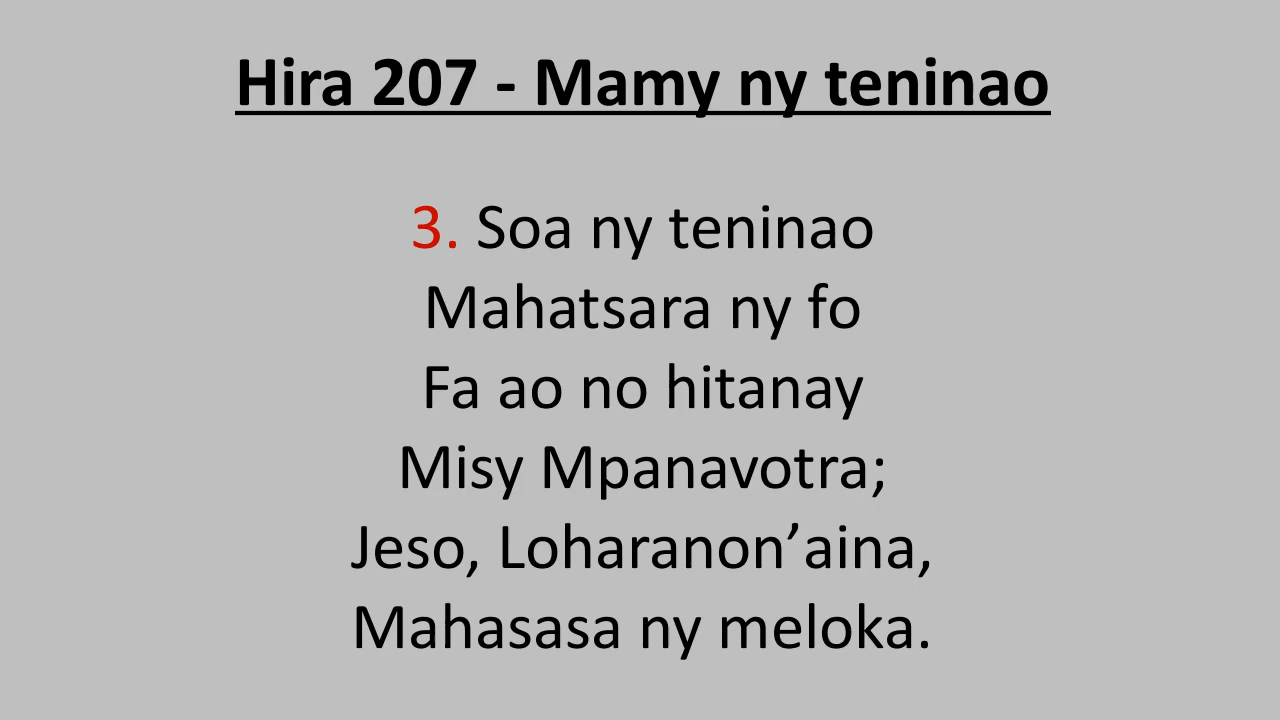 Hira 207 - Mamy ny teninao
3. Soa ny teninao
Mahatsara ny fo
Fa ao no hitanay
Misy Mpanavotra;
Jeso, Loharanon’aina,
Mahasasa ny meloka.